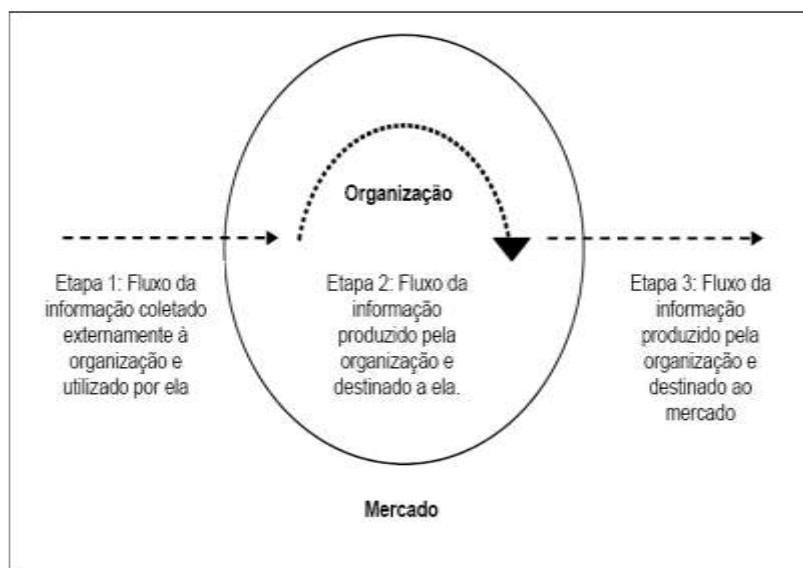 Organização
Etapa 1: Fluxo da
informação coletado
externamente à
organização e
utilizado por ela
Etapa 2: Fluxo da
informação
produzido pela
organização e
destinado a ela.
Etapa 3: Fluxo da
informação
produzido pela
organização e
destinado ao
mercado
Mercado